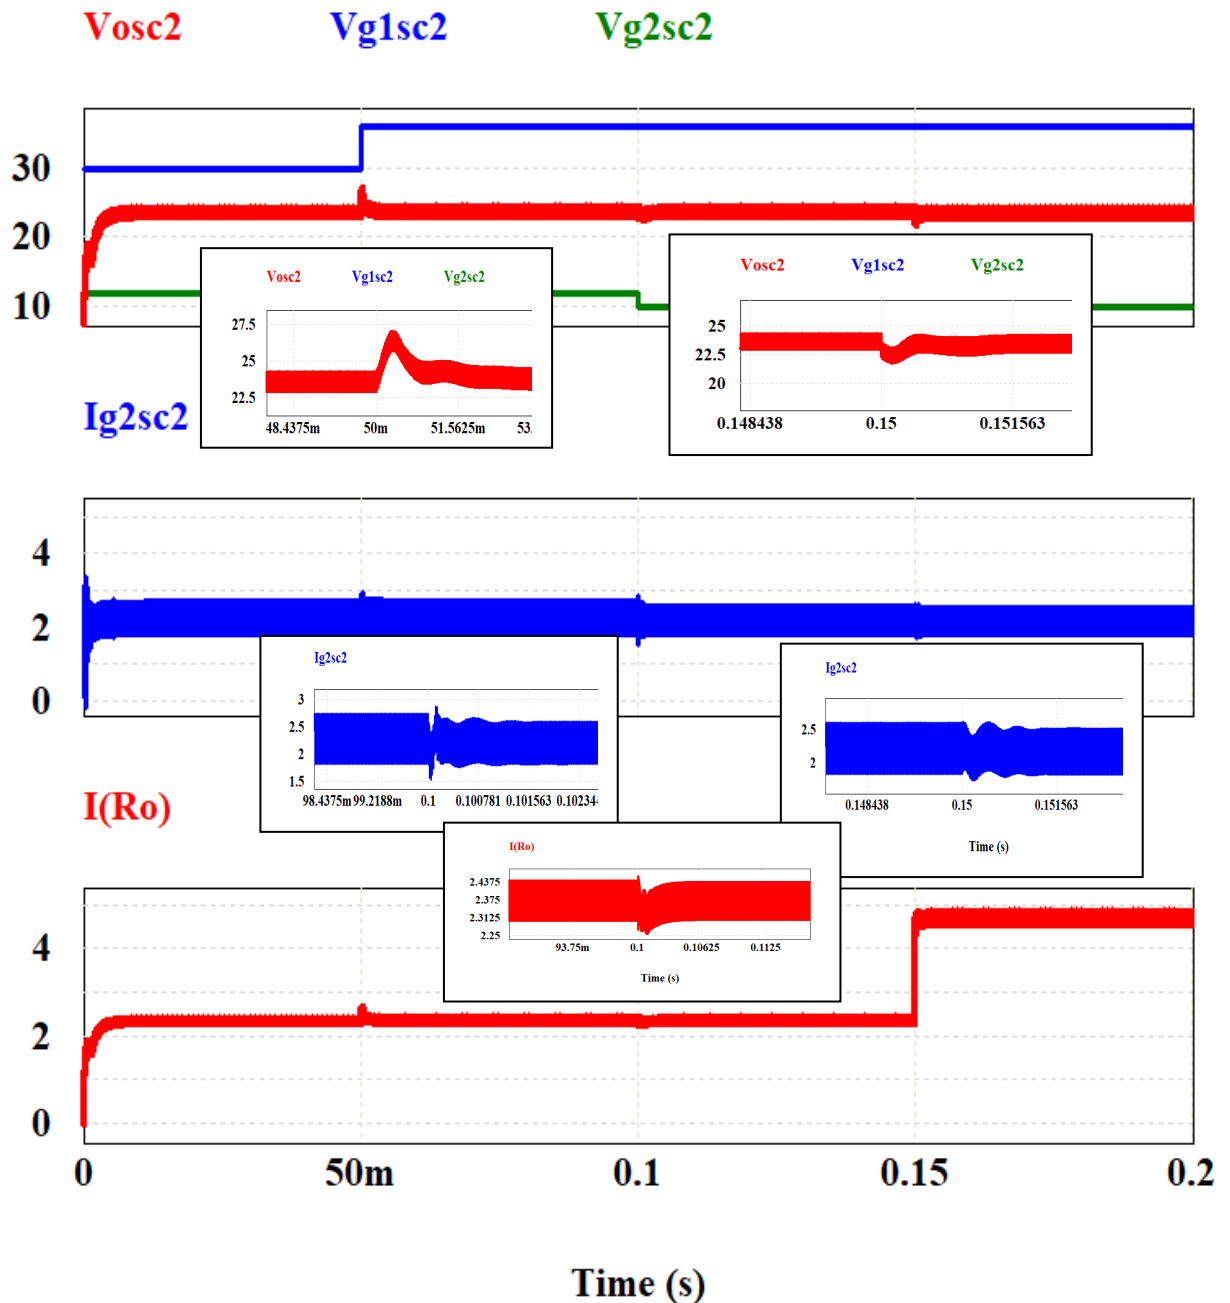 Vosc2 Vg1sc2 Vg2sc2
30
20
10
Vosc2 Vg1sc2 Vg2sc2
27.5
25
22.5
48.4375m 50m 51.5625m 53.
Vosc2 Vg1sc2 Vg2sc2
25
22.5
20
0.148438 0.15 0.151563
Ig2sc2
4
2
0
Ig2sc2
3
2.5
2
1.5
98.4375m 99.2188m 0.1 0.100781 0.101563 0.102344
Ig2sc2
2.5
2
0.148438 0.15 0.151563
Time (s)
I(Ro)
I(Ro)
2.4375
2.375
2.3125
2.25
93.75m 0.1 0.10625 0.1125
Time (s)
4
2
0
0 50m 0.1 0.15 0.2
Time (s)